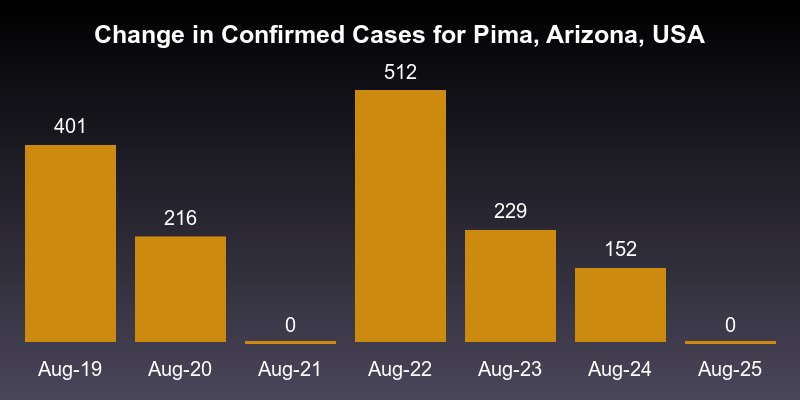 Change in Confirmed Cases for Pima, Arizona, USA
401
216
0
512
229
152
0
Aug-19
Aug-20
Aug-21
Aug-22
Aug-23
Aug-24
Aug-25